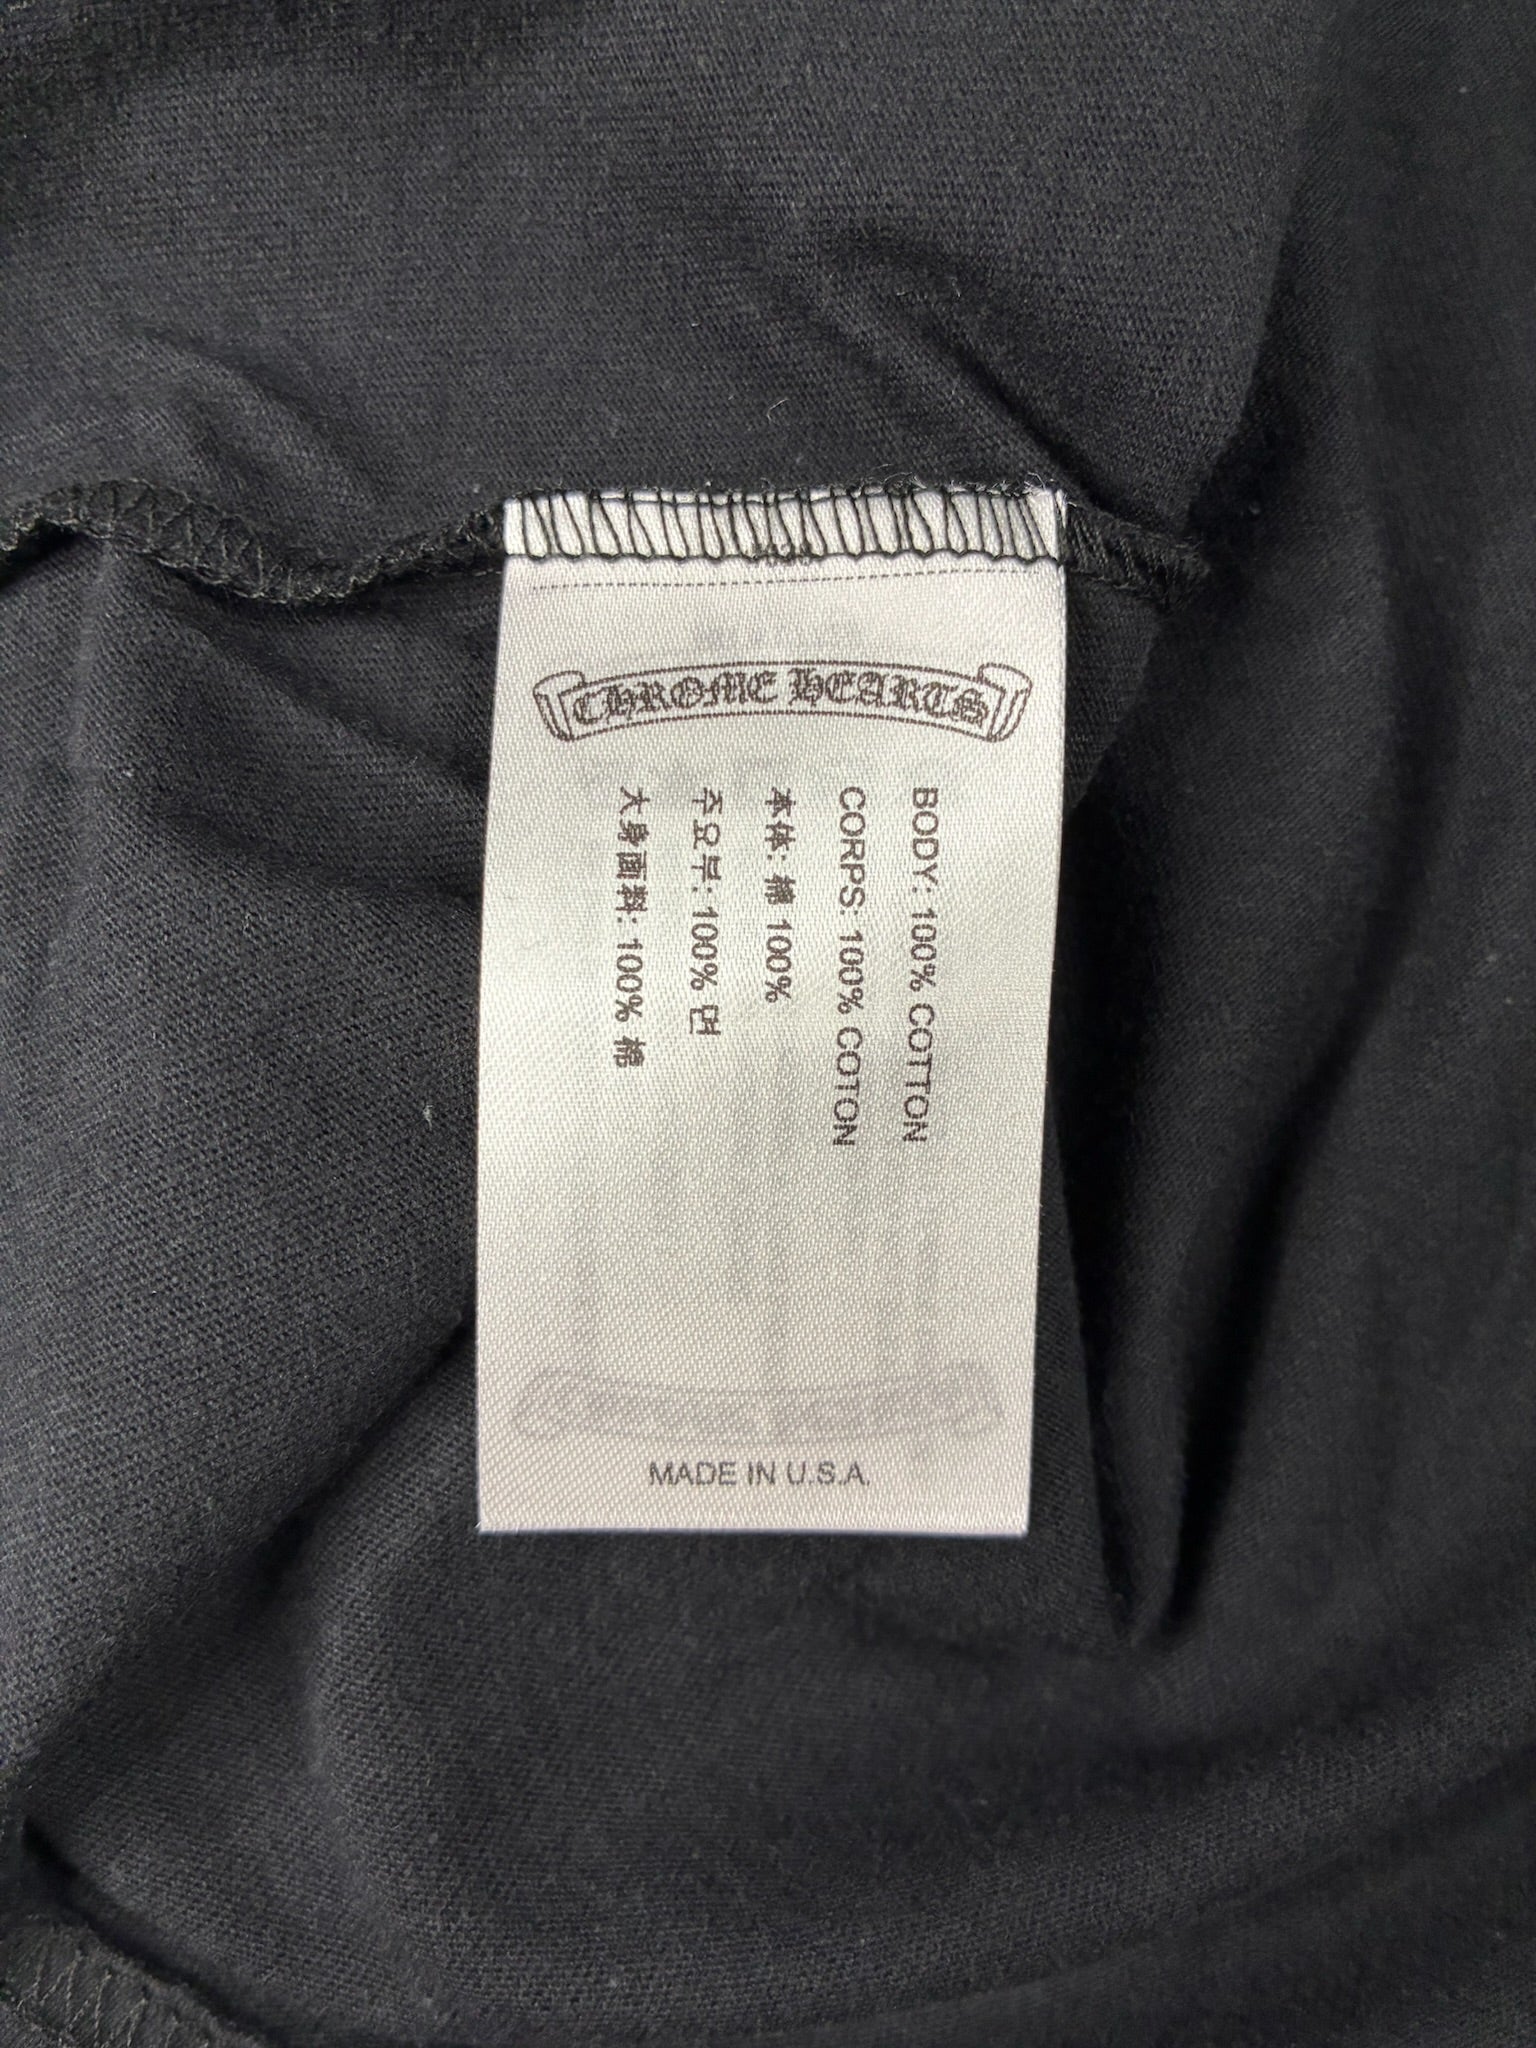 CHROME HEARTS
BODY: 100% COTTON
CORPS: 100% COTON
本体: 綿 100%
주요부: 100% 면
大身面料: 100% 棉
MADE IN U.S.A.